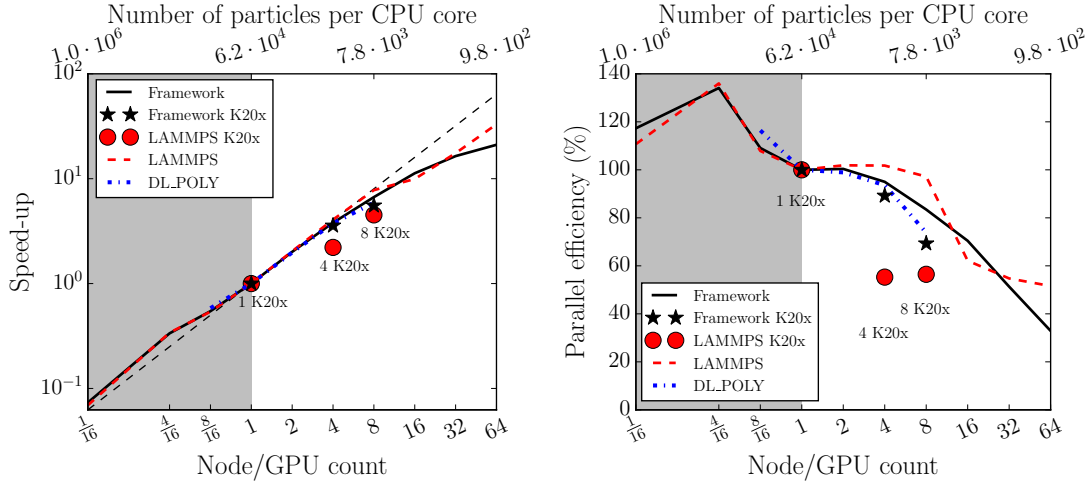 Number of particles per CPU core
1.0 · 10^6
6.2 · 10^4
7.8 · 10^3
9.8 · 10^2
10^2
10^1
10^0
10^−1
Speed-up
Framework
Framework K20x
LAMMPS K20x
LAMMPS
DL_POLY
1 K20x
4 K20x
8 K20x
1/16 4/16 8/16 1 2 4 8 16 32 64
Node/GPU count
Number of particles per CPU core
1.0 · 10^6
6.2 · 10^4
7.8 · 10^3
9.8 · 10^2
140
120
100
80
60
40
20
0
Parallel efficiency (%)
1 K20x
8 K20x
4 K20x
Framework
Framework K20x
LAMMPS K20x
LAMMPS
DL_POLY
1/16 4/16 8/16 1 2 4 8 16 32 64
Node/GPU count